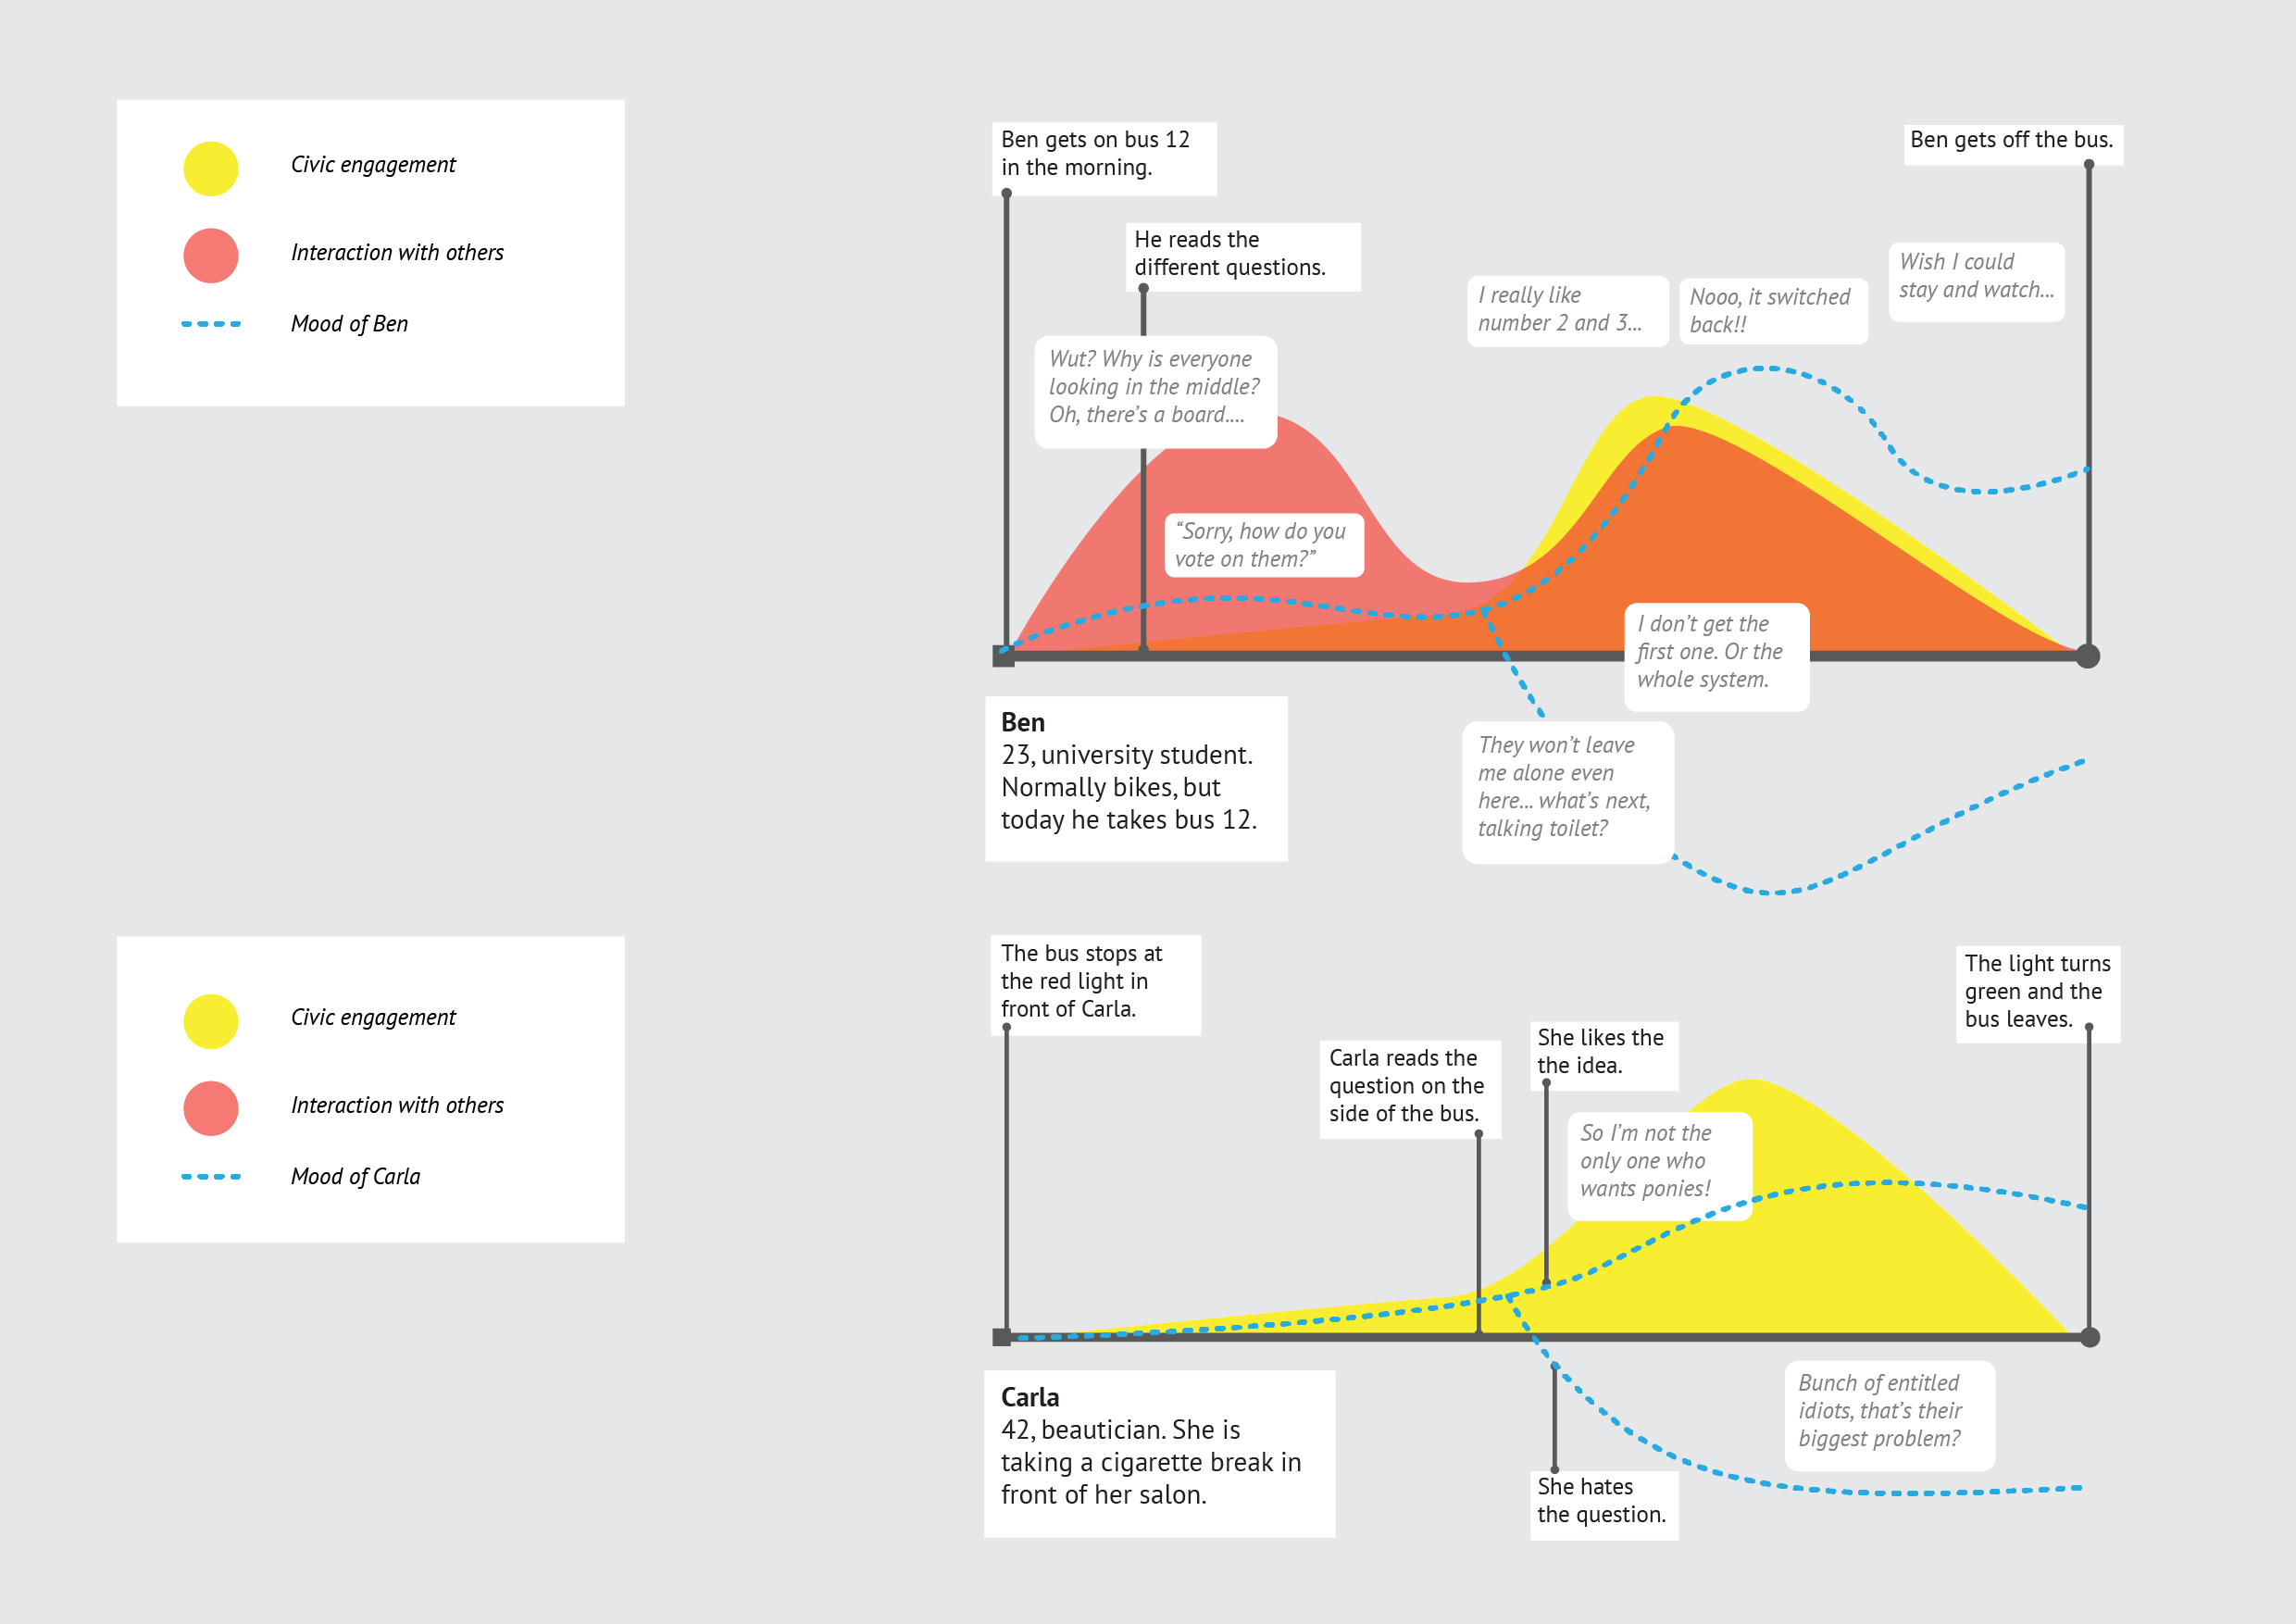 Civic engagement
Interaction with others
Mood of Ben
Ben gets on bus 12
in the morning.
Ben gets off the bus.
He reads the
different questions.
Wish I could
stay and watch...
I really like
number 2 and 3...
Nooo, it switched
back!!
Wut? Why is everyone
looking in the middle?
Oh, there's a board....
“Sorry, how do you
vote on them?”
I don't get the
first one. Or the
whole system.
Ben
23, university student.
Normally bikes, but
today he takes bus 12.
They won't leave
me alone even
here... what's next,
talking toilet?
Civic engagement
Interaction with others
Mood of Carla
The bus stops at
the red light in
front of Carla.
The light turns
green and the
bus leaves.
She likes the
the idea.
Carla reads the
question on the
side of the bus.
So I'm not the
only one who
wants ponies!
Carla
42, beautician. She is
taking a cigarette break in
front of her salon.
Bunch of entitled
idiots, that's their
biggest problem?
She hates
the question.